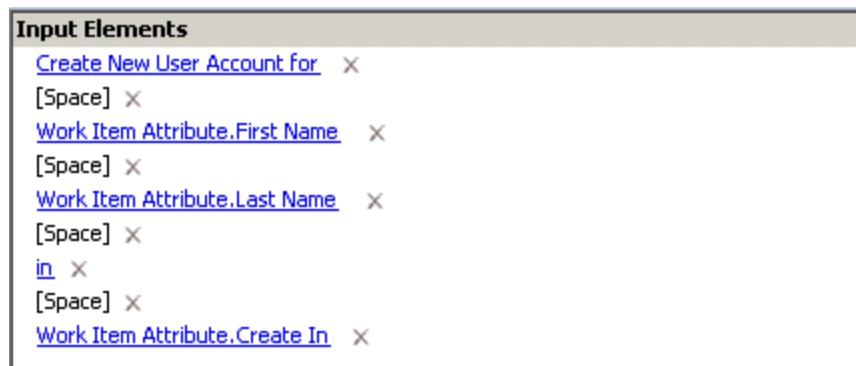 Input Elements
Create New User Account for
[Space]
Work Item Attribute.First Name
[Space]
Work Item Attribute.Last Name
[Space]
in
[Space]
Work Item Attribute.Create In